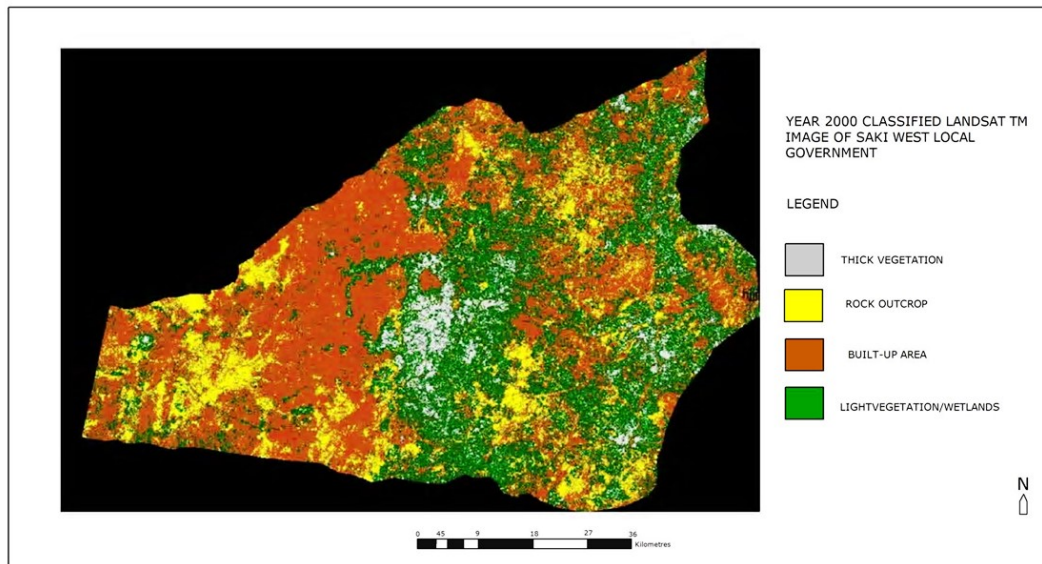 YEAR 2000 CLASSIFIED LANDSAT TM
IMAGE OF SAKI WEST LOCAL
GOVERNMENT
LEGEND
THICK VEGETATION
ROCK OUTCROP
BUILT-UP AREA
LIGHTVEGETATION/WETLANDS
N
0 45 9 18 27 36
Kilometres